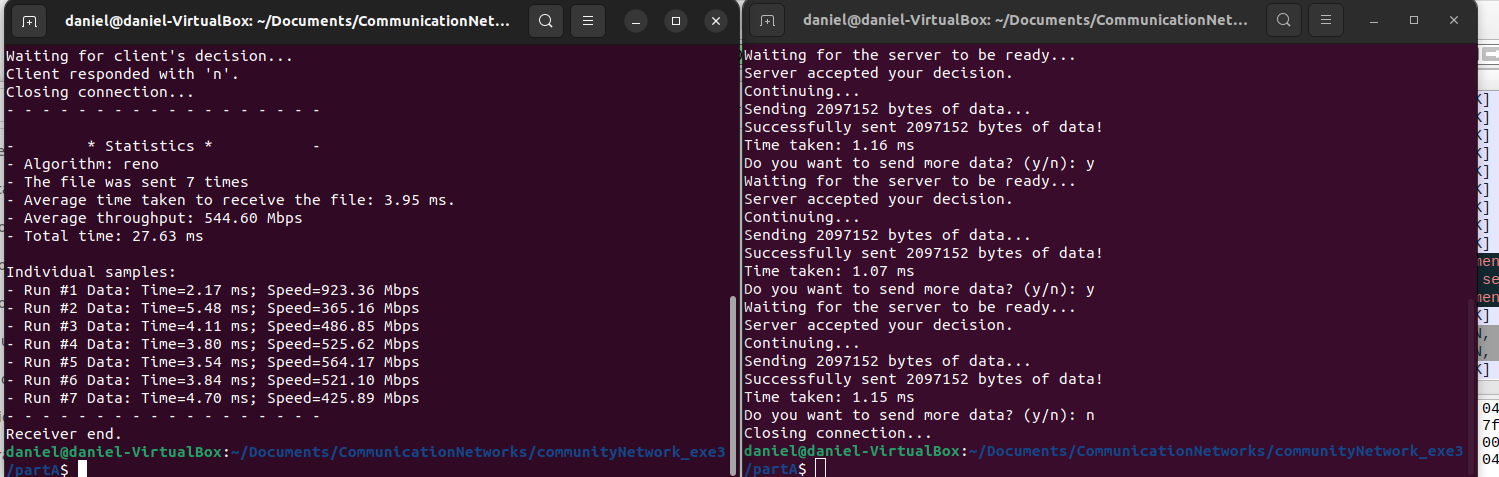 daniel@daniel-VirtualBox: ~/Documents/CommunicationNet...
Waiting for client's decision...
Client responded with 'n'.
Closing connection...
- - - - - - - - - - - - - - - - - -
-        * Statistics *           -
- Algorithm: reno
- The file was sent 7 times
- Average time taken to receive the file: 3.95 ms.
- Average throughput: 544.60 Mbps
- Total time: 27.63 ms
Individual samples:
- Run #1 Data: Time=2.17 ms; Speed=923.36 Mbps
- Run #2 Data: Time=5.48 ms; Speed=365.16 Mbps
- Run #3 Data: Time=4.11 ms; Speed=486.85 Mbps
- Run #4 Data: Time=3.80 ms; Speed=525.62 Mbps
- Run #5 Data: Time=3.54 ms; Speed=564.17 Mbps
- Run #6 Data: Time=3.84 ms; Speed=521.10 Mbps
- Run #7 Data: Time=4.70 ms; Speed=425.89 Mbps
- - - - - - - - - - - - - - - - - -
Receiver end.
daniel@daniel-VirtualBox:~/Documents/CommunicationNetworks/communityNetwork_exe3
/partA$
daniel@daniel-VirtualBox: ~/Documents/CommunicationNet...
Waiting for the server to be ready...
Server accepted your decision.
Continuing...
Sending 2097152 bytes of data...
Successfully sent 2097152 bytes of data!
Time taken: 1.16 ms
Do you want to send more data? (y/n): y
Waiting for the server to be ready...
Server accepted your decision.
Continuing...
Sending 2097152 bytes of data...
Successfully sent 2097152 bytes of data!
Time taken: 1.07 ms
Do you want to send more data? (y/n): y
Waiting for the server to be ready...
Server accepted your decision.
Continuing...
Sending 2097152 bytes of data...
Successfully sent 2097152 bytes of data!
Time taken: 1.15 ms
Do you want to send more data? (y/n): n
Closing connection...
daniel@daniel-VirtualBox:~/Documents/CommunicationNetworks/communityNetwork_exe3
/partA$
04
7f
00
04